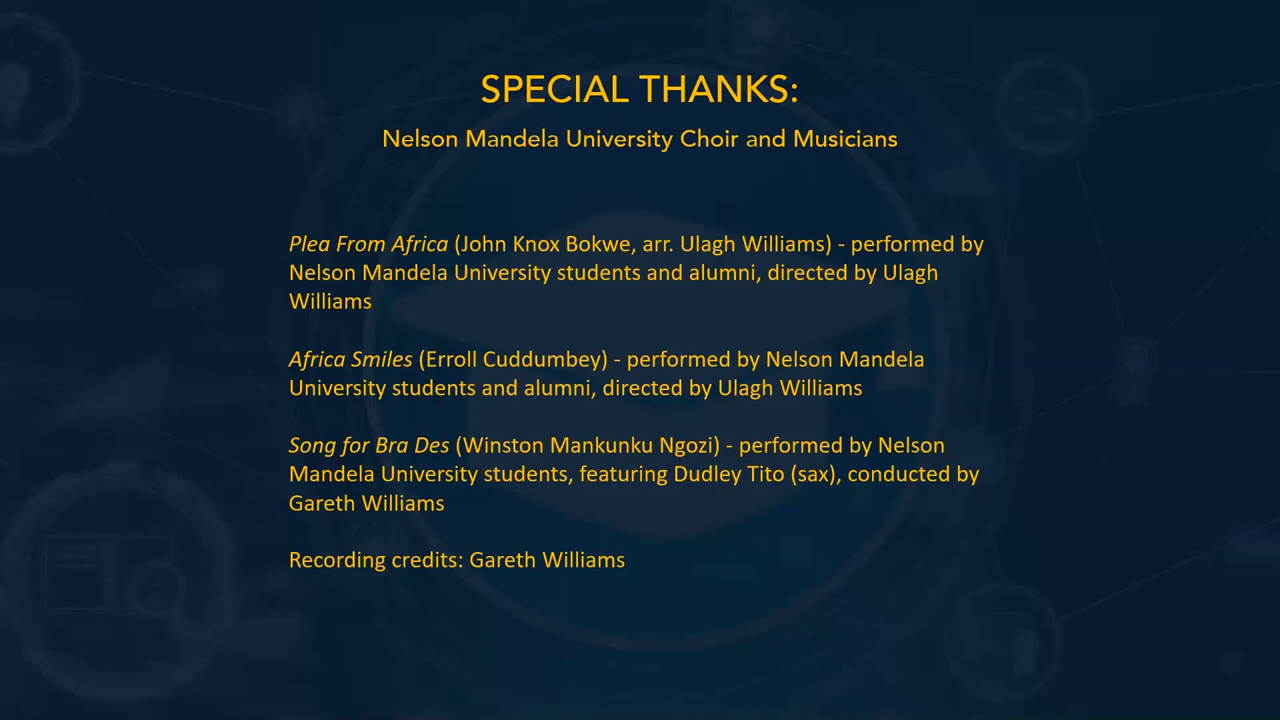 SPECIAL THANKS:
Nelson Mandela University Choir and Musicians
Plea From Africa (John Knox Bokwe, arr. Ulagh Williams) - performed by
Nelson Mandela University students and alumni, directed by Ulagh
Williams
Africa Smiles (Erroll Cuddumbey) - performed by Nelson Mandela
University students and alumni, directed by Ulagh Williams
Song for Bra Des (Winston Mankunku Ngozi) - performed by Nelson
Mandela University students, featuring Dudley Tito (sax), conducted by
Gareth Williams
Recording credits: Gareth Williams